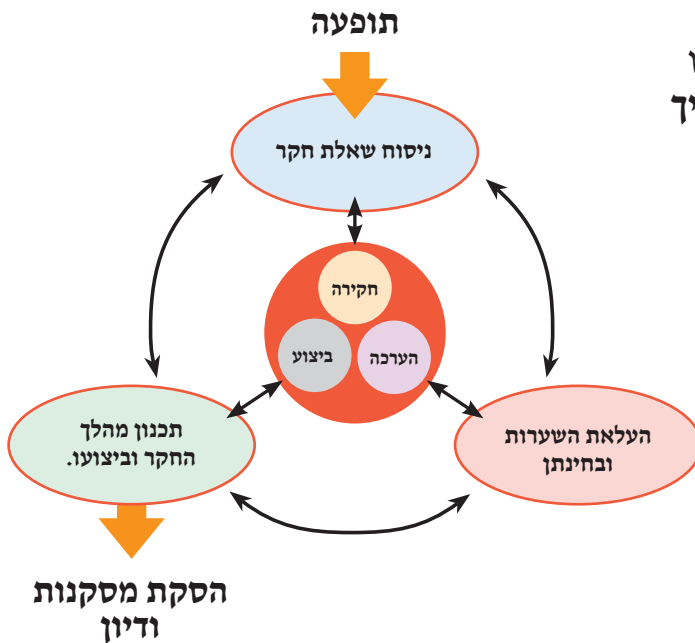 תופעה
ניסוח שאלת חקר
חקירה
הערכה
ביצוע
העלאת השערות
ובחינתן
תכנון מהלך
החקר וביצועו.
הסקת מסקנות
ודיון